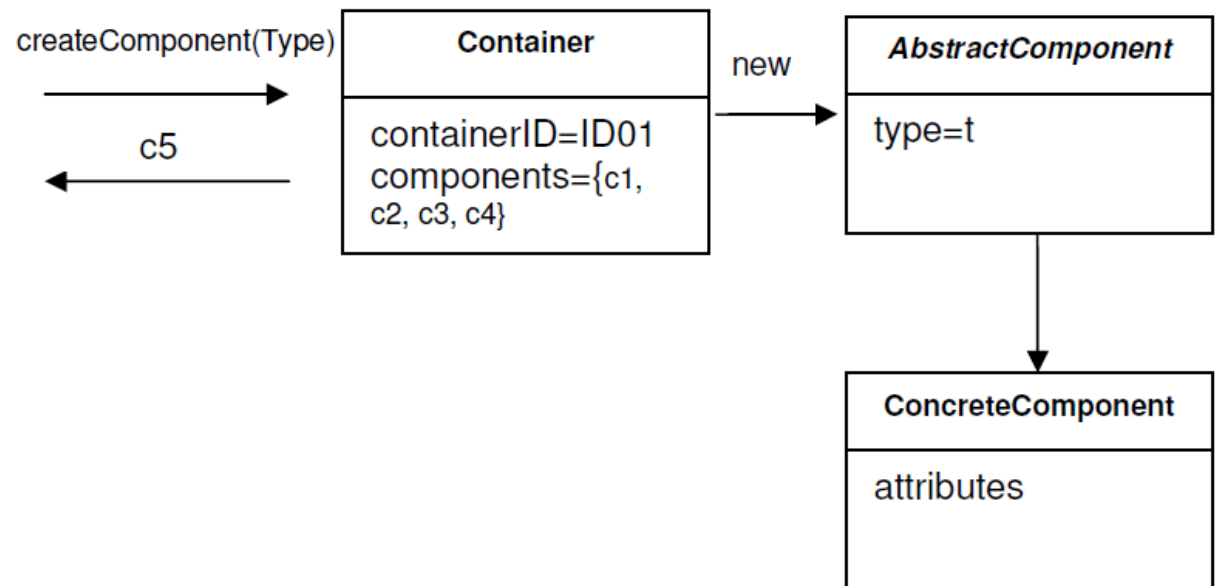 createComponent(Type)
c5
Container
containerID=ID01
components={c1,
c2, c3, c4}
new
AbstractComponent
type=t
ConcreteComponent
attributes